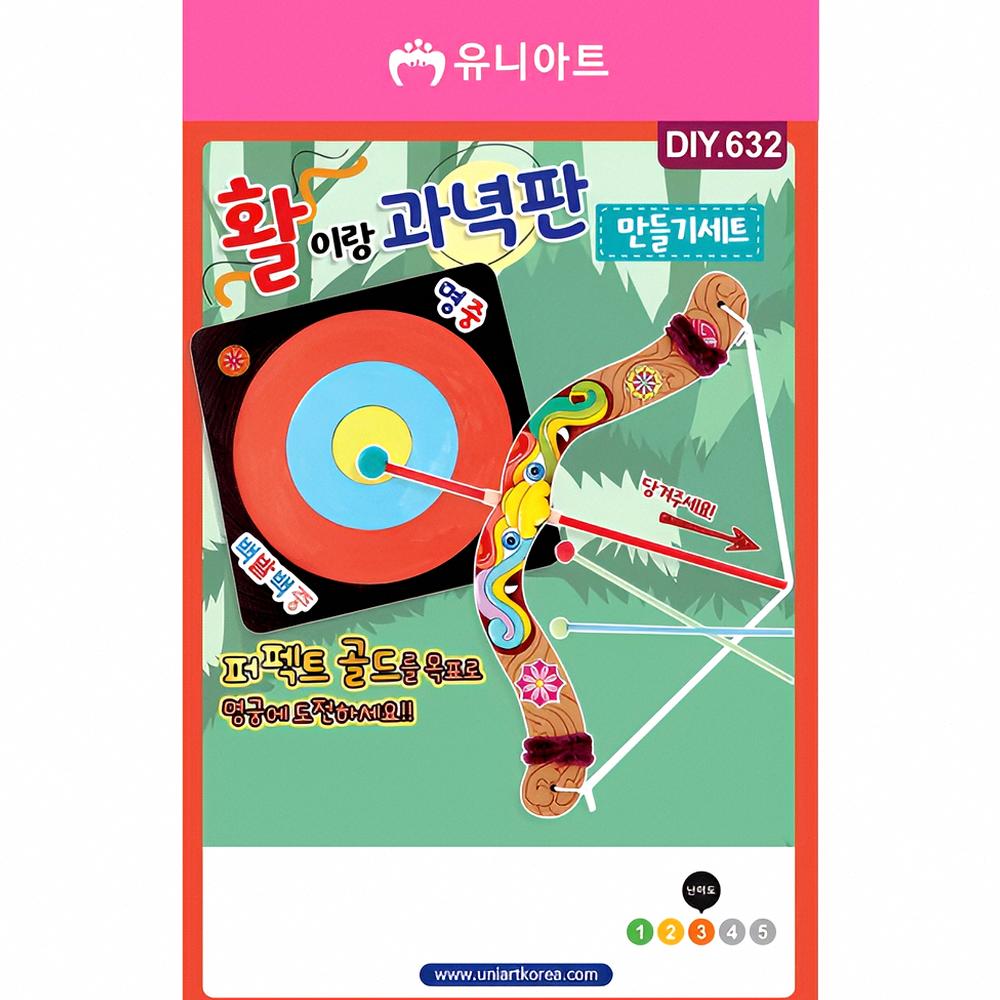 유니아트
DIY.632
활이랑 과녁판 만들기세트
명중
당겨주세요!
백발백중
퍼펙트 골드를 목표로
명궁에 도전하세요!!
난이도
1 2 3 4 5
www.uniartkorea.com